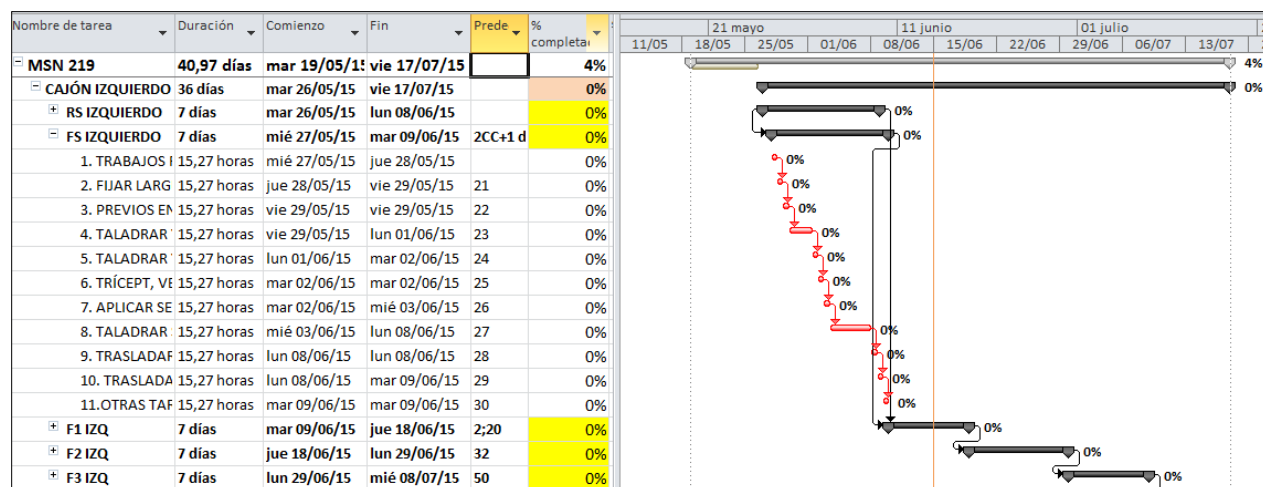 Nombre de tarea Duración Comienzo Fin Prede % completa
21 mayo 11 junio 01 julio
11/05 18/05 25/05 01/06 08/06 15/06 22/06 29/06 06/07 13/07
MSN 219 40,97 días mar 19/05/15 vie 17/07/15 4% 4%
CAJÓN IZQUIERDO 36 días mar 26/05/15 vie 17/07/15 0% 0%
RS IZQUIERDO 7 días mar 26/05/15 lun 08/06/15 0% 0%
FS IZQUIERDO 7 días mié 27/05/15 mar 09/06/15 2CC+1 d 0% 0%
1. TRABAJOS 15,27 horas mié 27/05/15 jue 28/05/15 0% 0%
2. FIJAR LARG 15,27 horas jue 28/05/15 vie 29/05/15 21 0% 0%
3. PREVIOS EN 15,27 horas vie 29/05/15 vie 29/05/15 22 0% 0%
4. TALADRAR 15,27 horas vie 29/05/15 lun 01/06/15 23 0% 0%
5. TALADRAR 15,27 horas lun 01/06/15 mar 02/06/15 24 0% 0%
6. TRÍCEPT, VE 15,27 horas mar 02/06/15 mar 02/06/15 25 0% 0%
7. APLICAR SE 15,27 horas mar 02/06/15 mié 03/06/15 26 0% 0%
8. TALADRAR 15,27 horas mié 03/06/15 lun 08/06/15 27 0% 0%
9. TRASLADAR 15,27 horas lun 08/06/15 lun 08/06/15 28 0% 0%
10. TRASLADA 15,27 horas lun 08/06/15 mar 09/06/15 29 0% 0%
11.OTRAS TAR 15,27 horas mar 09/06/15 mar 09/06/15 30 0% 0%
F1 IZQ 7 días mar 09/06/15 jue 18/06/15 2;20 0% 0%
F2 IZQ 7 días jue 18/06/15 lun 29/06/15 32 0% 0%
F3 IZQ 7 días lun 29/06/15 mié 08/07/15 50 0% 0%